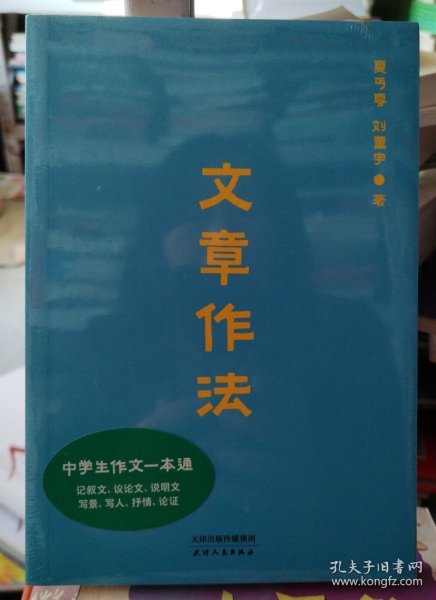 夏丏尊 刘薰宇●著
文章作法
中学生作文一本通
记叙文、议论文、说明文
写景、写人、抒情、论证
天津出版传媒集团
天津人民出版社
孔夫子旧书网
www.kongfz.com